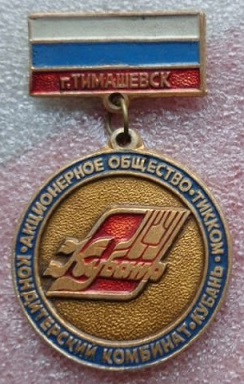 г. ТИМАШЕВСК
• АКЦИОНЕРНОЕ ОБЩЕСТВО • ТИККОМ •
КОНДИТЕРСКИЙ КОМБИНАТ • КУБАНЬ
Кубань